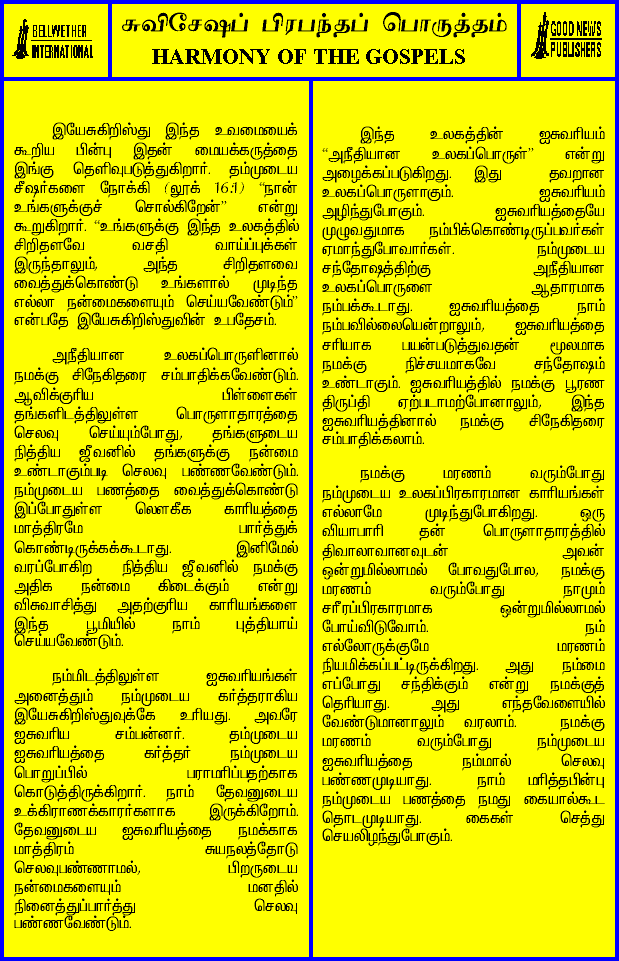 BELLWETHER
INTERNATIONAL
சுவிசேஷப் பிரபந்தப் பொருத்தம்
HARMONY OF THE GOSPELS
GOOD NEWS
PUBLISHERS
இயேசுகிறிஸ்து இந்த உவமையைக்
கூறிய பின்பு இதன் மையக்கருத்தை
இங்கு தெளிவுபடுத்துகிறார். தம்முடைய
சீஷர்களை நோக்கி (லூக் 16:1) “நான்
உங்களுக்குச் சொல்கிறேன்” என்று
கூறுகிறார். “உங்களுக்கு இந்த உலகத்தில்
சிறிதளவே வசதி வாய்ப்புக்கள்
இருந்தாலும், அந்த சிறிதளவை
வைத்துக்கொண்டு உங்களால் முடிந்த
எல்லா நன்மைகளையும் செய்யவேண்டும்”
என்பதே இயேசுகிறிஸ்துவின் உபதேசம்.
அநீதியான உலகப்பொருளினால்
நமக்கு சிநேகிதரை சம்பாதிக்கவேண்டும்.
ஆவிக்குரிய பிள்ளைகள்
தங்களிடத்திலுள்ள பொருளாதாரத்தை
செலவு செய்யும்போது, தங்களுடைய
நித்திய ஜீவனில் தங்களுக்கு நன்மை
உண்டாகும்படி செலவு பண்ணவேண்டும்.
நம்முடைய பணத்தை வைத்துக்கொண்டு
இப்போதுள்ள லௌகீக காரியத்தை
மாத்திரமே பார்த்துக்
கொண்டிருக்கக்கூடாது. இனிமேல்
வரப்போகிற நித்திய ஜீவனில் நமக்கு
அதிக நன்மை கிடைக்கும் என்று
விசுவாசித்து அதற்குரிய காரியங்களை
இந்த பூமியில் நாம் புத்தியாய்
செய்யவேண்டும்.
நம்மிடத்திலுள்ள ஐசுவரியங்கள்
அனைத்தும் நம்முடைய கர்த்தராகிய
இயேசுகிறிஸ்துவுக்கே உரியது. அவரே
ஐசுவரிய சம்பன்னர். தம்முடைய
ஐசுவரியத்தை கர்த்தர் நம்முடைய
பொறுப்பில் பராமரிப்பதற்காக
கொடுத்திருக்கிறார். நாம் தேவனுடைய
உக்கிராணக்காரர்களாக இருக்கிறோம்.
தேவனுடைய ஐசுவரியத்தை நமக்காக
மாத்திரம் சுயநலத்தோடு
செலவுபண்ணாமல், பிறருடைய
நன்மைகளையும் மனதில்
நினைத்துப்பார்த்து செலவு
பண்ணவேண்டும்.
இந்த உலகத்தின் ஐசுவரியம்
“அநீதியான உலகப்பொருள்” என்று
அழைக்கப்படுகிறது. இது தவறான
உலகப்பொருளாகும். ஐசுவரியம்
அழிந்துபோகும். ஐசுவரியத்தையே
முழுவதுமாக நம்பிக்கொண்டிருப்பவர்கள்
ஏமாந்துபோவார்கள். நம்முடைய
சந்தோஷத்திற்கு அநீதியான
உலகப்பொருளை ஆதாரமாக
நம்பக்கூடாது. ஐசுவரியத்தை நாம்
நம்பவில்லையென்றாலும், ஐசுவரியத்தை
சரியாக பயன்படுத்துவதன் மூலமாக
நமக்கு நிச்சயமாகவே சந்தோஷம்
உண்டாகும். ஐசுவரியத்தில் நமக்கு பூரண
திருப்தி ஏற்படாமற்போனாலும், இந்த
ஐசுவரியத்தினால் நமக்கு சிநேகிதரை
சம்பாதிக்கலாம்.
நமக்கு மரணம் வரும்போது
நம்முடைய உலகப்பிரகாரமான காரியங்கள்
எல்லாமே முடிந்துபோகிறது. ஒரு
வியாபாரி தன் பொருளாதாரத்தில்
திவாலாவானவுடன் அவன்
ஒன்றுமில்லாமல் போவதுபோல, நமக்கு
மரணம் வரும்போது நாமும்
சரீரப்பிரகாரமாக ஒன்றுமில்லாமல்
போய்விடுவோம். நம்
எல்லோருக்குமே மரணம்
நியமிக்கப்பட்டிருக்கிறது. அது நம்மை
எப்போது சந்திக்கும் என்று நமக்குத்
தெரியாது. அது எந்தவேளையில்
வேண்டுமானாலும் வரலாம். நமக்கு
மரணம் வரும்போது நம்முடைய
ஐசுவரியத்தை நம்மால் செலவு
பண்ணமுடியாது. நாம் மரித்தபின்பு
நம்முடைய பணத்தை நமது கையால்கூட
தொடமுடியாது. கைகள் செத்து
செயலிழந்துபோகும்.